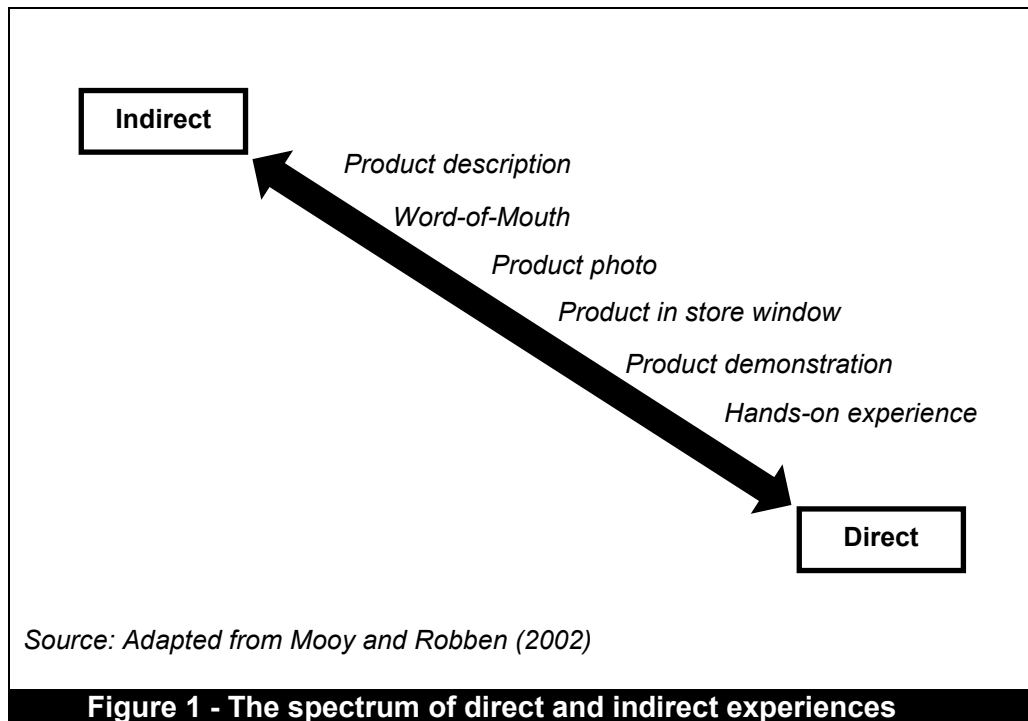 Indirect
Product description
Word-of-Mouth
Product photo
Product in store window
Product demonstration
Hands-on experience
Direct
Source: Adapted from Mooy and Robben (2002)
Figure 1 - The spectrum of direct and indirect experiences